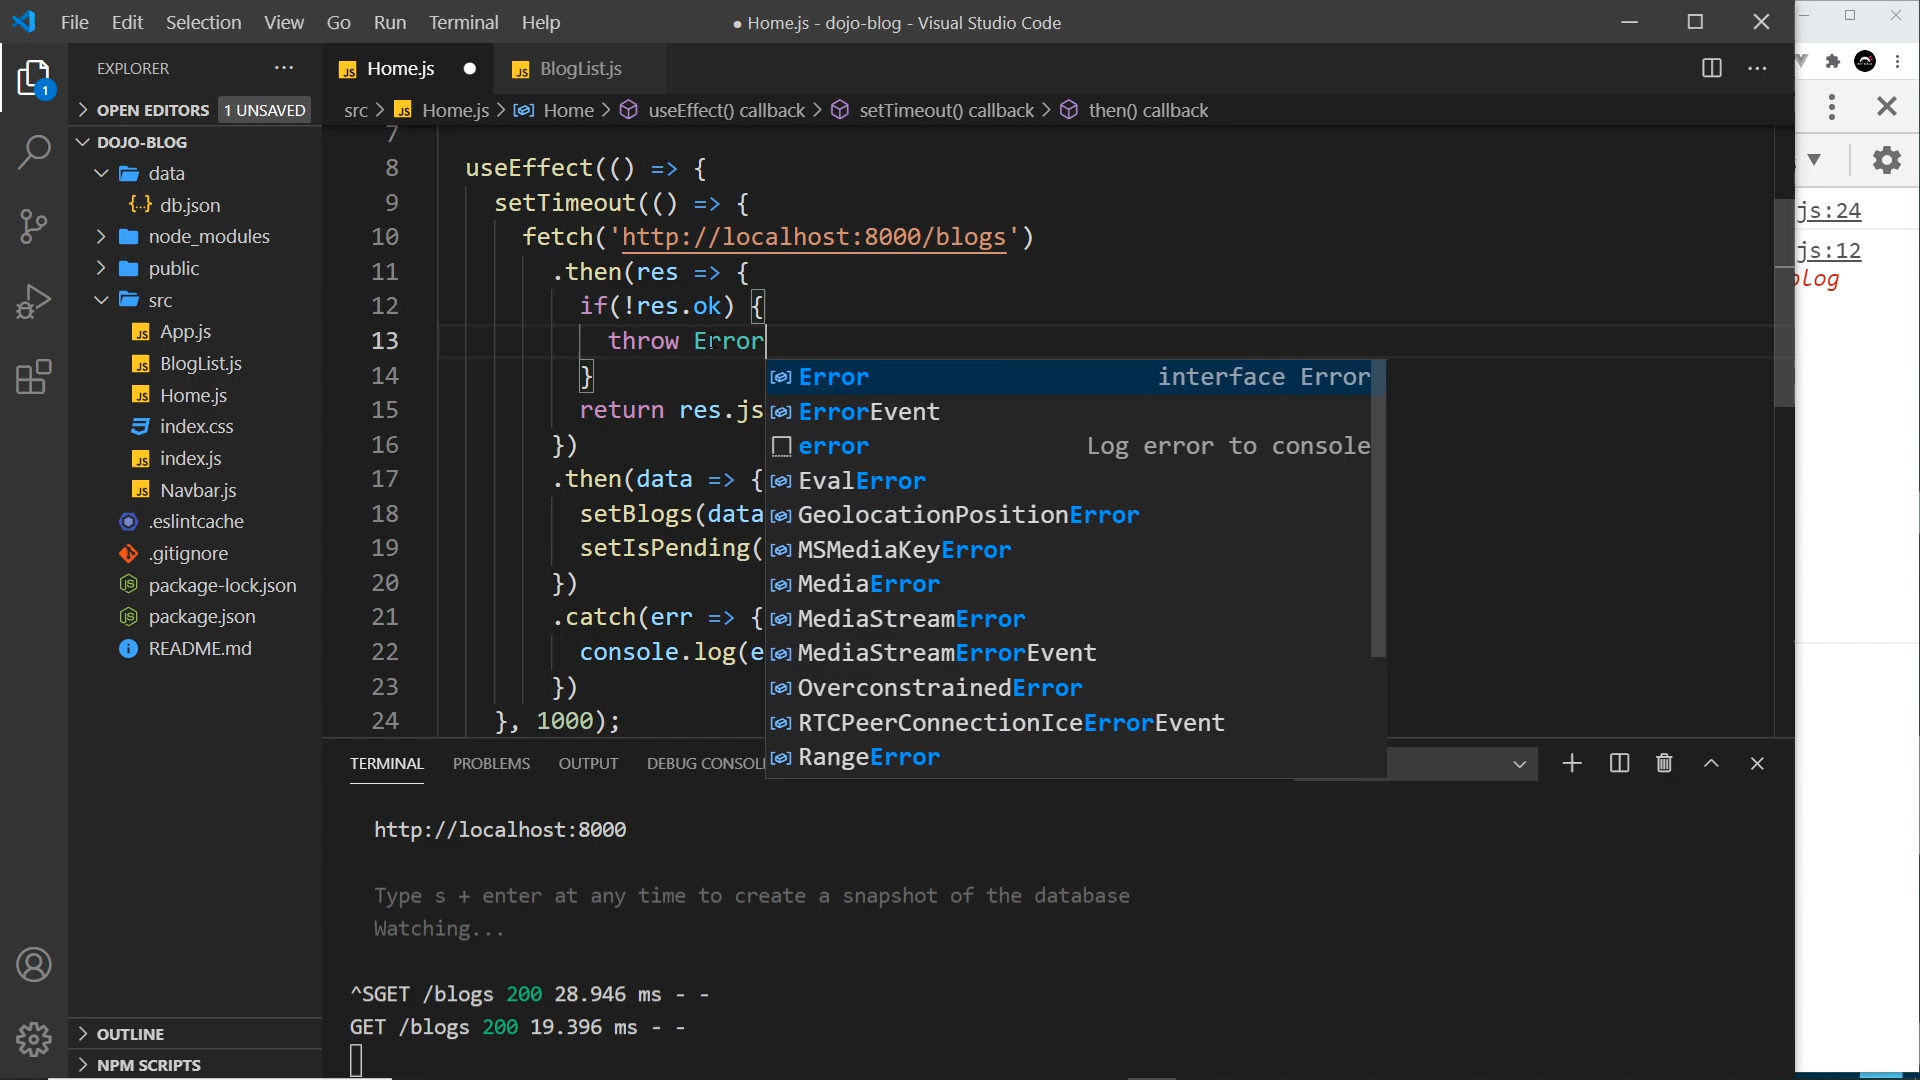 File Edit Selection View Go Run Terminal Help
● Home.js - dojo-blog - Visual Studio Code
1
EXPLORER
OPEN EDITORS 1 UNSAVED
DOJO-BLOG
data
db.json
node_modules
public
src
App.js
BlogList.js
Home.js
index.css
index.js
Navbar.js
.eslintcache
.gitignore
package-lock.json
package.json
README.md
OUTLINE
NPM SCRIPTS
JS Home.js ● JS BlogList.js
src > JS Home.js > Home > useEffect() callback > setTimeout() callback > then() callback
7
8 useEffect(() => {
9 setTimeout(() => {
10 fetch('http://localhost:8000/blogs')
11 .then(res => {
12 if(!res.ok) {
13 throw Error
14 }
15 return res.js
16 })
17 .then(data => {
18 setBlogs(data
19 setIsPending(
20 })
21 .catch(err => {
22 console.log(e
23 })
24 }, 1000);
Error interface Error
ErrorEvent
error Log error to console
EvalError
GeolocationPositionError
MSMediaKeyError
MediaError
MediaStreamError
MediaStreamErrorEvent
OverconstrainedError
RTCPeerConnectionIceErrorEvent
RangeError
TERMINAL PROBLEMS OUTPUT DEBUG CONSOL
http://localhost:8000
Type s + enter at any time to create a snapshot of the database
Watching...
^SGET /blogs 200 28.946 ms - -
GET /blogs 200 19.396 ms - -
js:24
js:12
blog